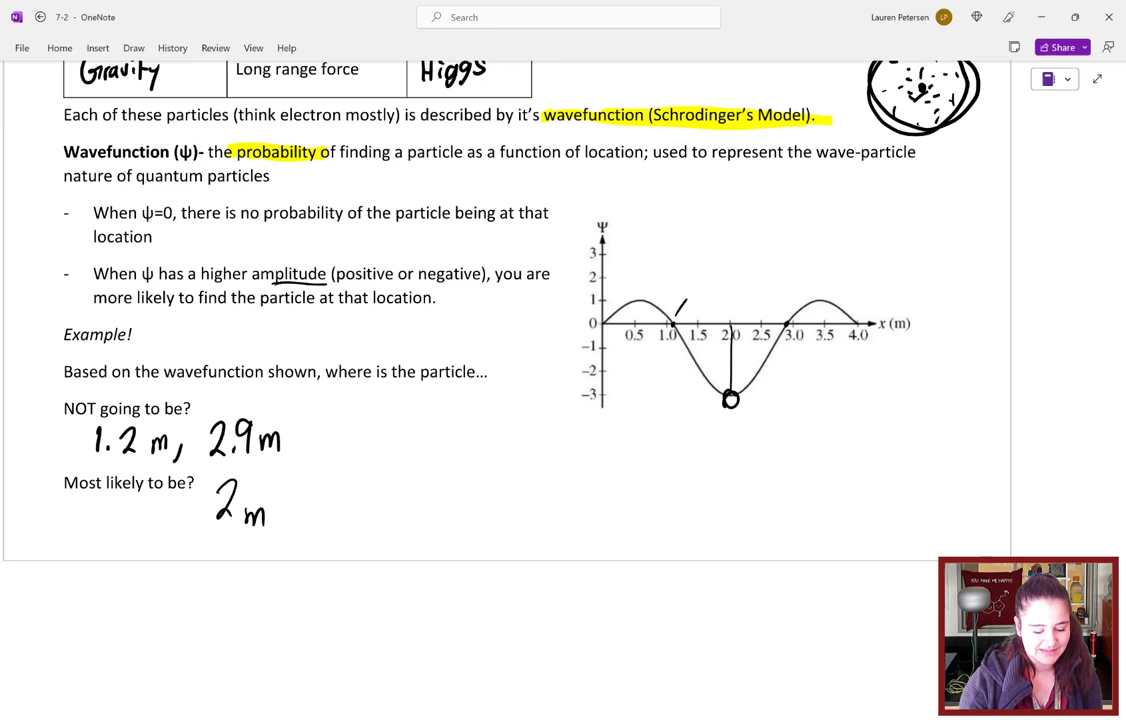 7-2 - OneNote
Search
Lauren Petersen
LP
File Home Insert Draw History Review View Help
Share
Gravity Long range force Higgs
Each of these particles (think electron mostly) is described by it's wavefunction (Schrodinger's Model).
Wavefunction (ψ)- the probability of finding a particle as a function of location; used to represent the wave-particle
nature of quantum particles
- When ψ=0, there is no probability of the particle being at that
location
- When ψ has a higher amplitude (positive or negative), you are
more likely to find the particle at that location.
Example!
Based on the wavefunction shown, where is the particle...
NOT going to be?
1.2 m, 2.9m
Most likely to be?
2 m
Ψ
3
2
1
0
-1
-2
-3
0.5 1.0 1.5 2.0 2.5 3.0 3.5 4.0
x (m)
YOU MAKE ME HAPPY!